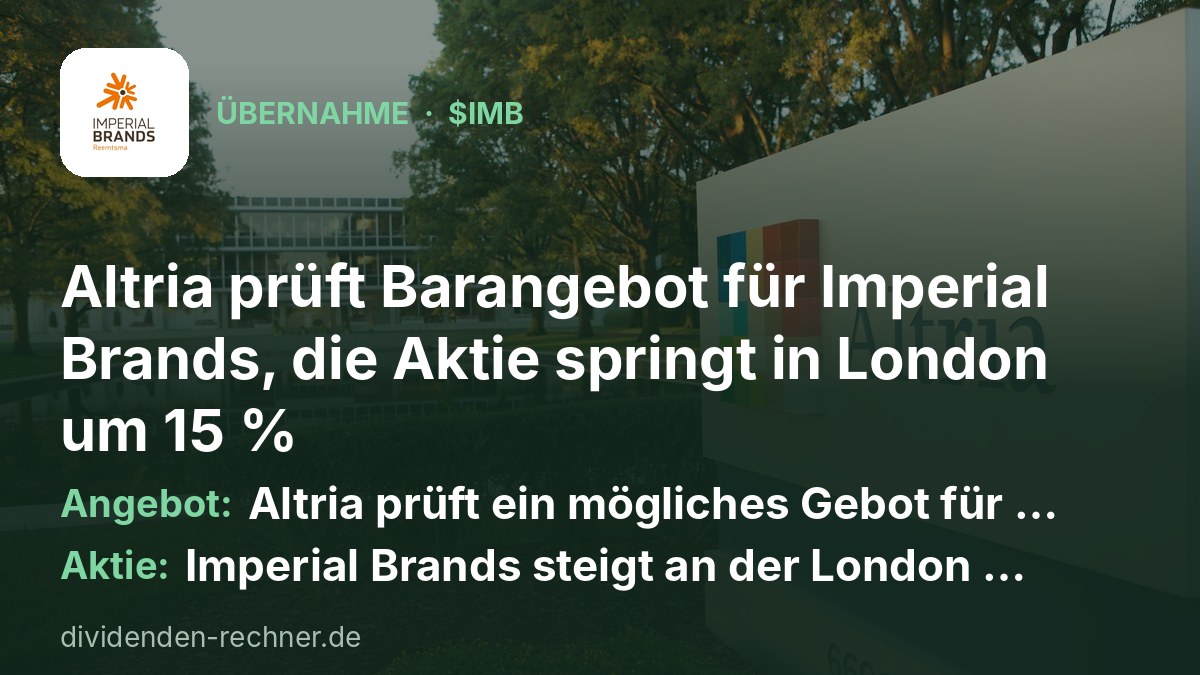 IMPERIAL
BRANDS
Reemtsma
ÜBERNAHME · $IMB
Altria prüft Barangebot für Imperial
Brands, die Aktie springt in London
um 15 %
Altria
Angebot: Altria prüft ein mögliches Gebot für ...
Aktie: Imperial Brands steigt an der London ...
dividenden-rechner.de